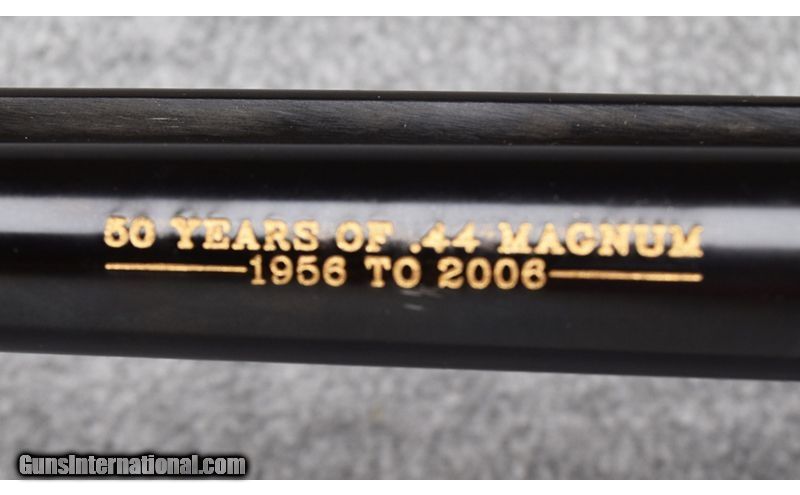 50 YEARS OF .44 MAGNUM
1956 TO 2006
GunsInternational.com